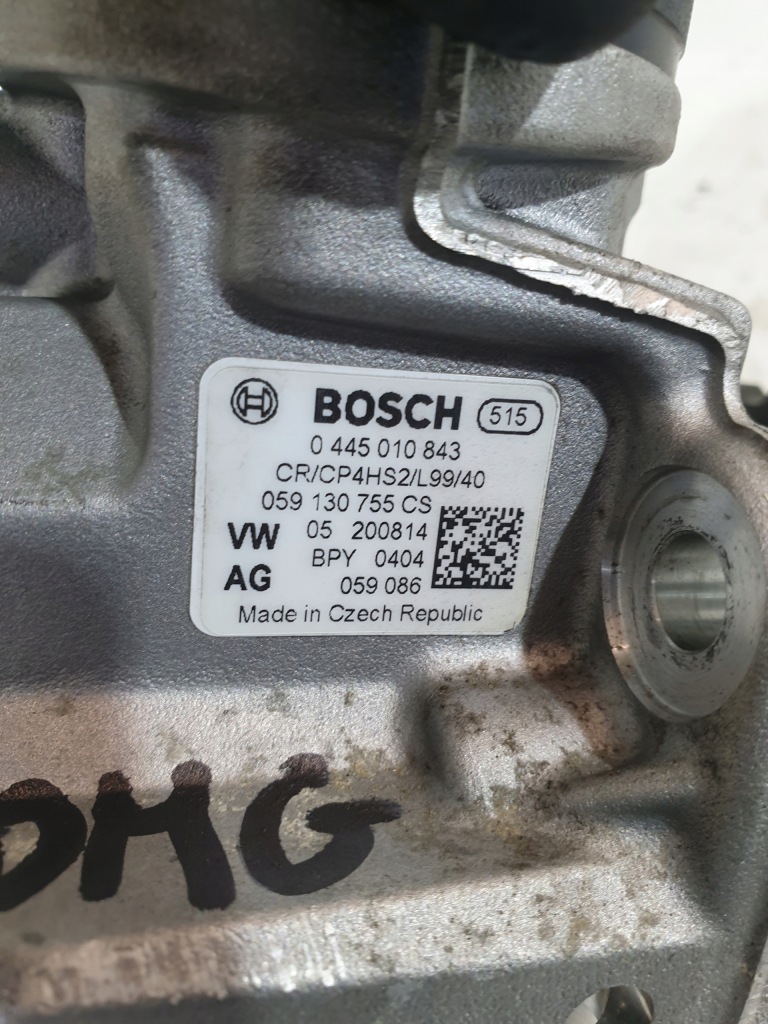 BOSCH 515
0 445 010 843
CR/CP4HS2/L99/40
059 130 755 CS
VW 05 200814
BPY 0404
AG 059 086
Made in Czech Republic
DMG